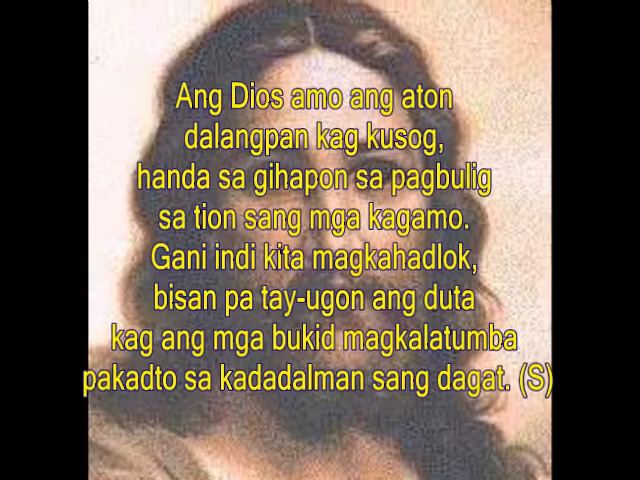 Ang Dios amo ang aton
dalangpan kag kusog,
handa sa gihapon sa pagbulig
sa tion sang mga kagamo.
Gani indi kita magkahadlok,
bisan pa tay-ugon ang duta
kag ang mga bukid magkalatumba
pakadto sa kadadalman sang dagat. (S)